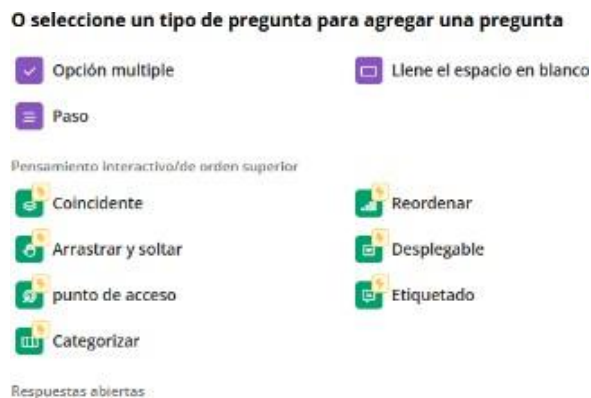 O seleccione un tipo de pregunta para agregar una pregunta
Opción multiple
Llene el espacio en blanco
Paso
Pensamiento interactivo/de orden superior
Coincidente
Reordenar
Arrastrar y soltar
Desplegable
punto de acceso
Etiquetado
Categorizar
Respuestas abiertas